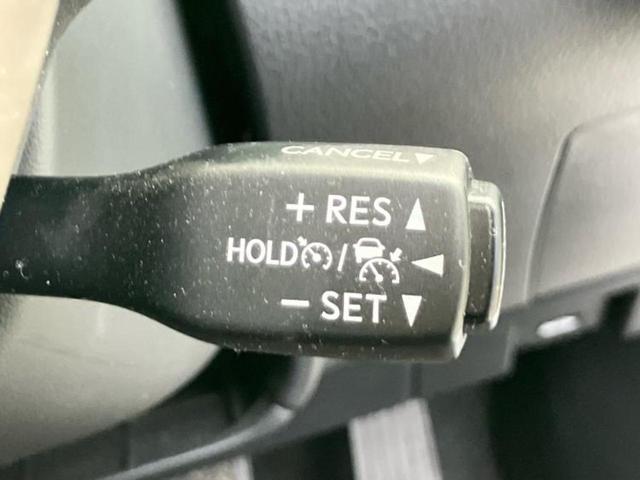 CANCEL▼
+ RES ▲
HOLD / ◀
− SET ▼